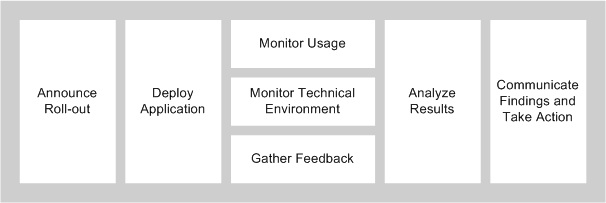 Announce
Roll-out
Deploy
Application
Monitor Usage
Monitor Technical
Environment
Gather Feedback
Analyze
Results
Communicate
Findings and
Take Action